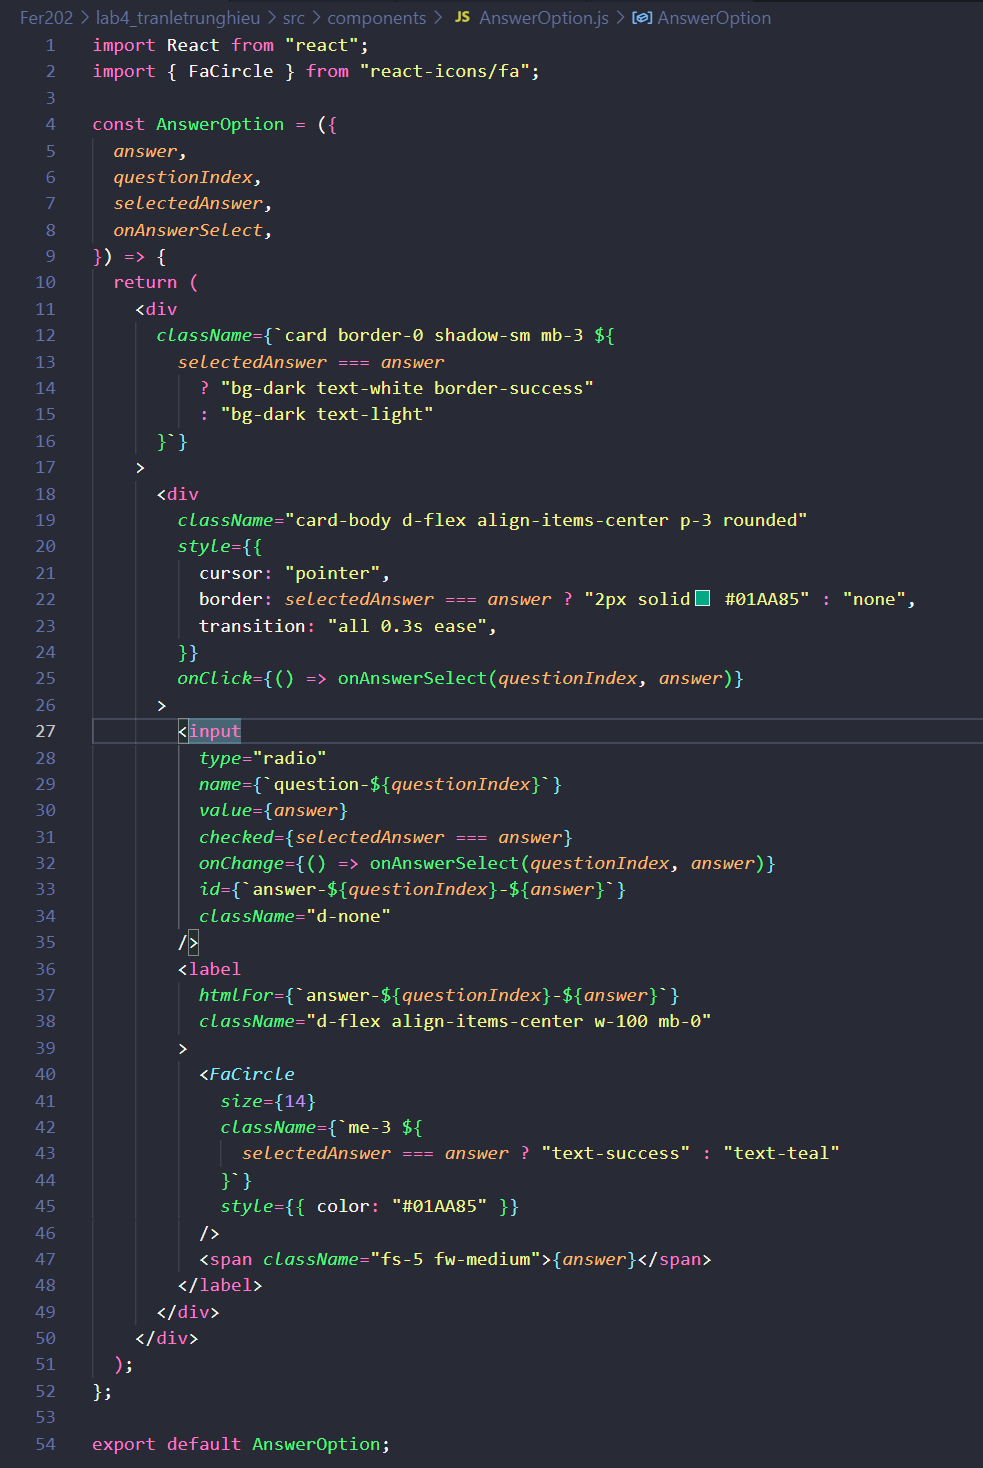 Fer202 > lab4_tranletrunghieu > src > components > JS AnswerOption.js > AnswerOption
1 import React from "react";
2 import { FaCircle } from "react-icons/fa";
3
4 const AnswerOption = ({
5   answer,
6   questionIndex,
7   selectedAnswer,
8   onAnswerSelect,
9 }) => {
10   return (
11     <div
12       className={`card border-0 shadow-sm mb-3 ${
13         selectedAnswer === answer
14           ? "bg-dark text-white border-success"
15           : "bg-dark text-light"
16       }`}
17     >
18       <div
19         className="card-body d-flex align-items-center p-3 rounded"
20         style={{
21           cursor: "pointer",
22           border: selectedAnswer === answer ? "2px solid #01AA85" : "none",
23           transition: "all 0.3s ease",
24         }}
25         onClick={() => onAnswerSelect(questionIndex, answer)}
26       >
27         <input
28           type="radio"
29           name={`question-${questionIndex}`}
30           value={answer}
31           checked={selectedAnswer === answer}
32           onChange={() => onAnswerSelect(questionIndex, answer)}
33           id={`answer-${questionIndex}-${answer}`}
34           className="d-none"
35         />
36         <label
37           htmlFor={`answer-${questionIndex}-${answer}`}
38           className="d-flex align-items-center w-100 mb-0"
39         >
40           <FaCircle
41             size={14}
42             className={`me-3 ${
43               selectedAnswer === answer ? "text-success" : "text-teal"
44             }`}
45             style={{ color: "#01AA85" }}
46           />
47           <span className="fs-5 fw-medium">{answer}</span>
48         </label>
49       </div>
50     </div>
51   );
52 };
53
54 export default AnswerOption;